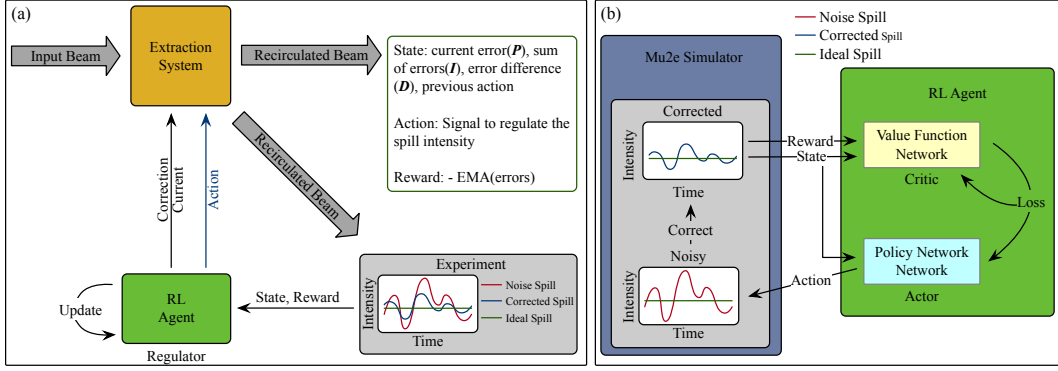 (a)
Input Beam
Extraction
System
Recirculated Beam
State: current error(P), sum
of errors(I), error difference
(D), previous action
Action: Signal to regulate the
spill intensity
Reward: - EMA(errors)
Recirculated Beam
Correction
Current
Action
Update
RL
Agent
Regulator
State, Reward
Experiment
Intensity
Time
Noise Spill
Corrected Spill
Ideal Spill
(b)
Noise Spill
Corrected Spill
Ideal Spill
Mu2e Simulator
Corrected
Intensity
Time
Correct
Noisy
Intensity
Time
Reward
State
Action
RL Agent
Value Function
Network
Critic
Loss
Policy Network
Network
Actor